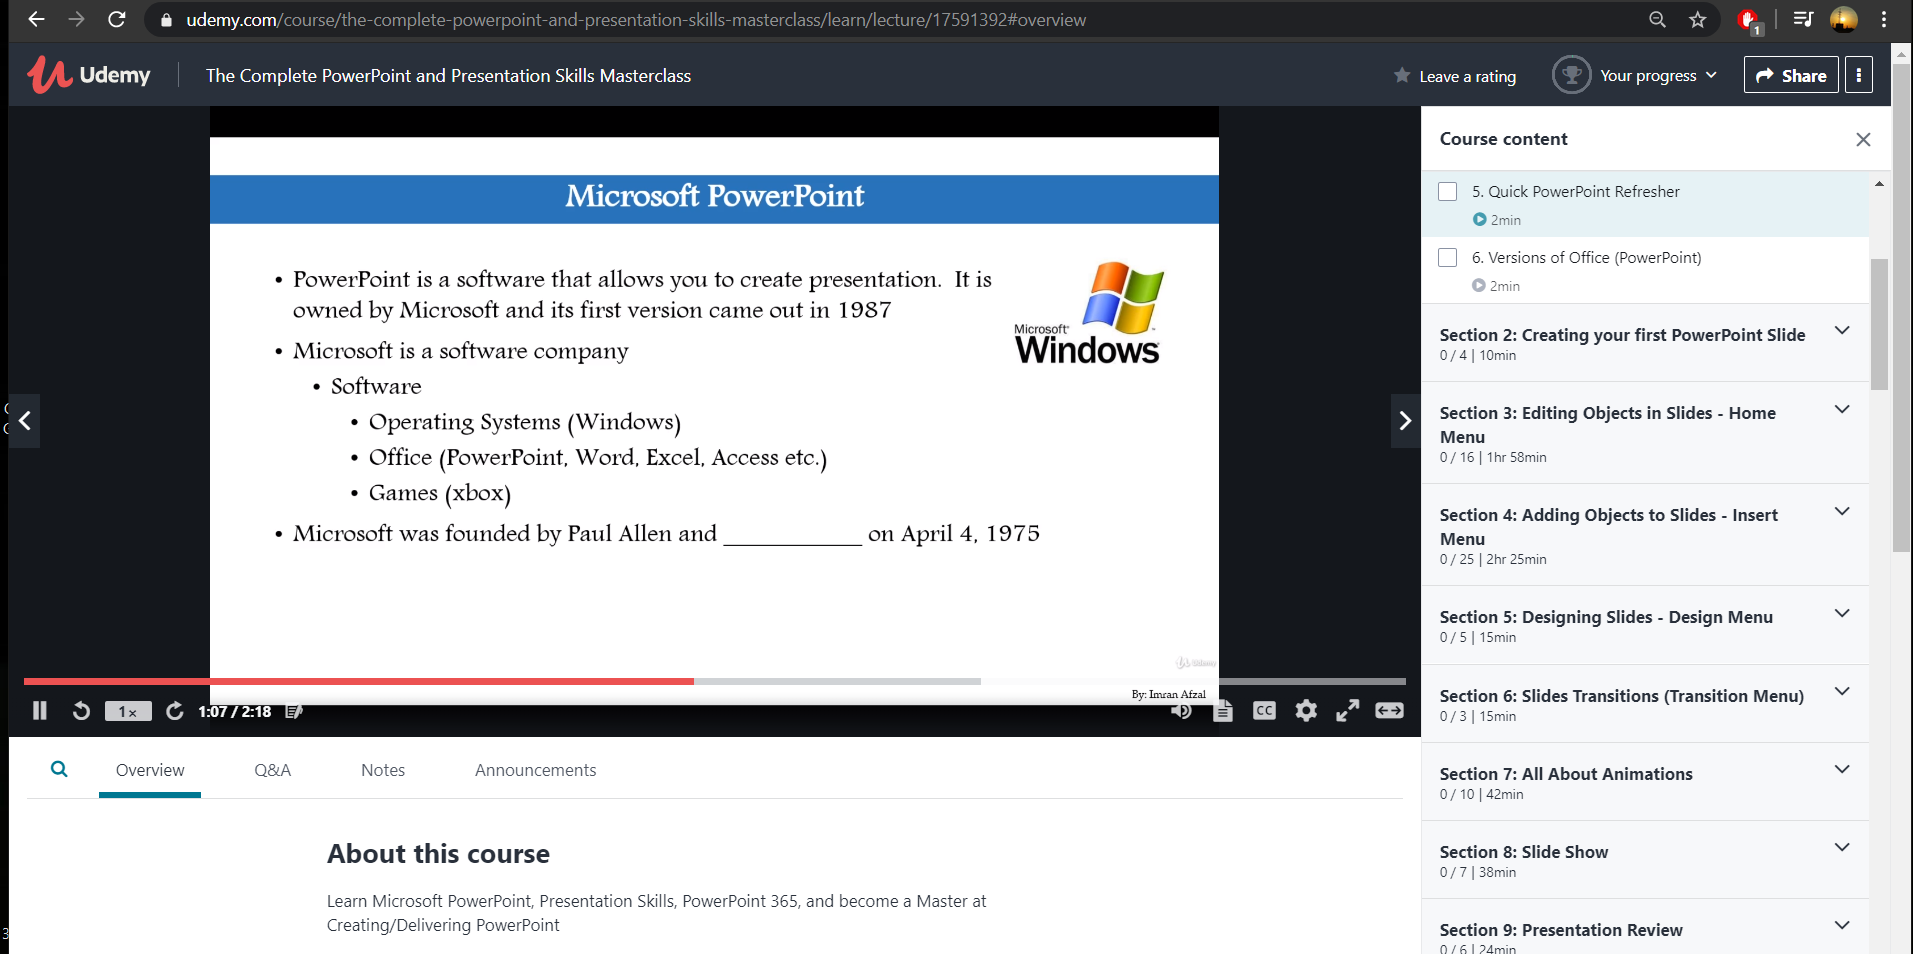 udemy.com/course/the-complete-powerpoint-and-presentation-skills-masterclass/learn/lecture/17591392#overview
1
Udemy
The Complete PowerPoint and Presentation Skills Masterclass
Leave a rating
Your progress
Share
Microsoft PowerPoint
• PowerPoint is a software that allows you to create presentation. It is
owned by Microsoft and its first version came out in 1987
• Microsoft is a software company
• Software
• Operating Systems (Windows)
• Office (PowerPoint, Word, Excel, Access etc.)
• Games (xbox)
• Microsoft was founded by Paul Allen and ____________ on April 4, 1975
Microsoft
Windows
Udemy
By: Imran Afzal
1x
1:07 / 2:18
CC
Overview
Q&A
Notes
Announcements
About this course
Learn Microsoft PowerPoint, Presentation Skills, PowerPoint 365, and become a Master at
Creating/Delivering PowerPoint
Course content
5. Quick PowerPoint Refresher
2min
6. Versions of Office (PowerPoint)
2min
Section 2: Creating your first PowerPoint Slide
0 / 4 | 10min
Section 3: Editing Objects in Slides - Home
Menu
0 / 16 | 1hr 58min
Section 4: Adding Objects to Slides - Insert
Menu
0 / 25 | 2hr 25min
Section 5: Designing Slides - Design Menu
0 / 5 | 15min
Section 6: Slides Transitions (Transition Menu)
0 / 3 | 15min
Section 7: All About Animations
0 / 10 | 42min
Section 8: Slide Show
0 / 7 | 38min
Section 9: Presentation Review
0 / 6 | 24min